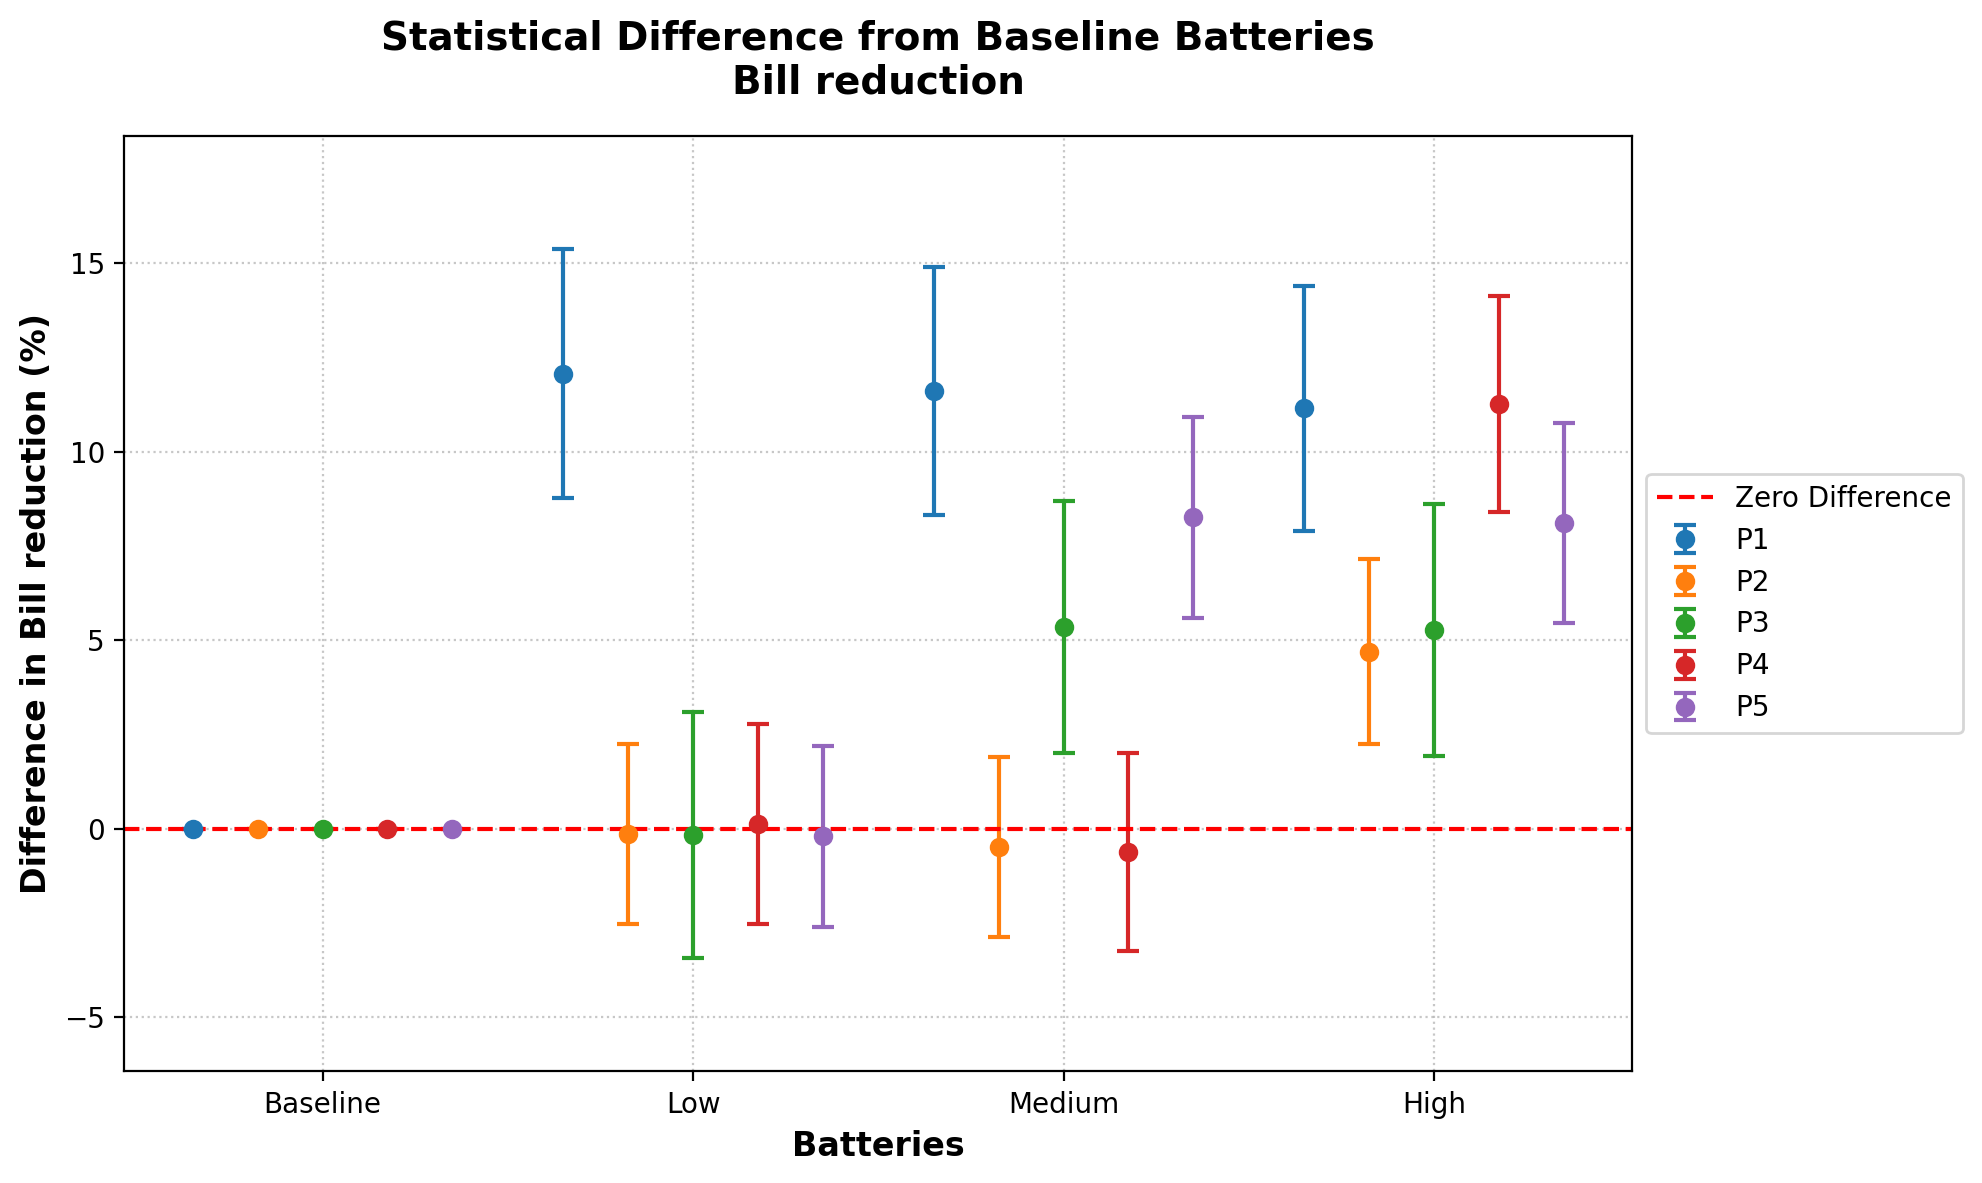 Statistical Difference from Baseline Batteries
Bill reduction
Difference in Bill reduction (%)
15
10
5
0
−5
Baseline
Low
Medium
High
Batteries
Zero Difference
P1
P2
P3
P4
P5